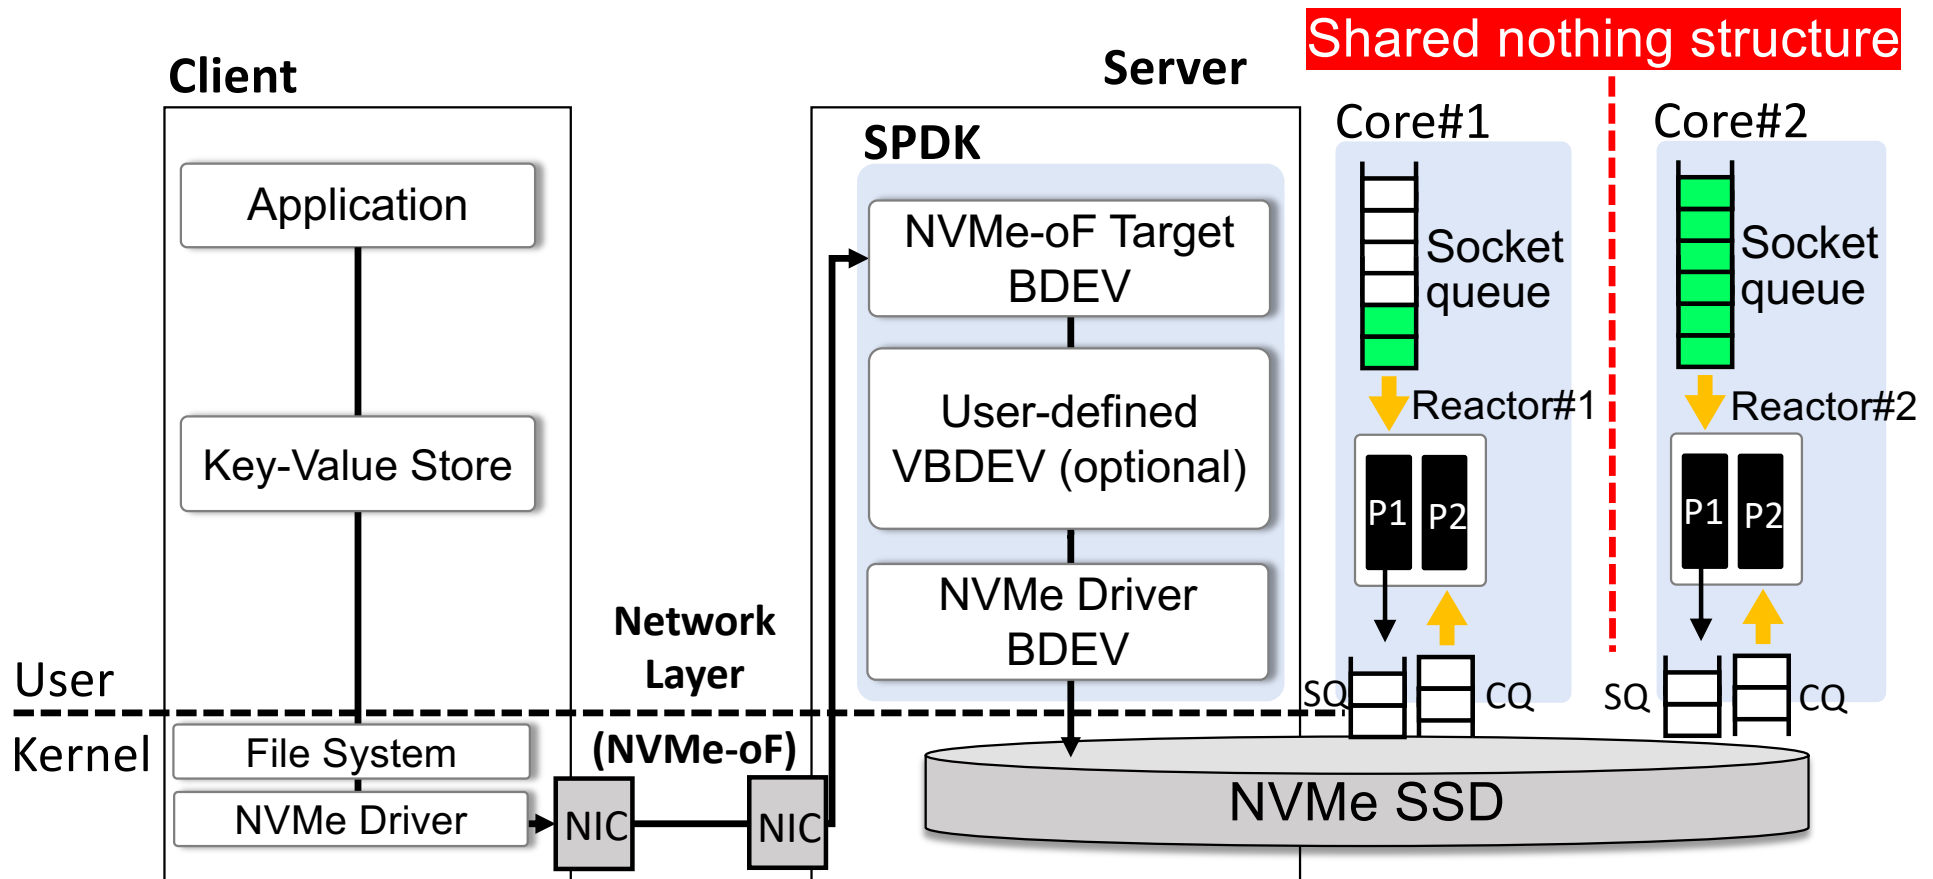 Shared nothing structure
Client
Server
Core#1
Core#2
SPDK
Application
NVMe-oF Target
BDEV
Socket
queue
Socket
queue
User-defined
VBDEV (optional)
Reactor#1
Reactor#2
Key-Value Store
P1
P2
P1
P2
NVMe Driver
BDEV
Network
Layer
User
SQ
CQ
SQ
CQ
Kernel
File System
(NVMe-oF)
NVMe Driver
NIC
NIC
NVMe SSD